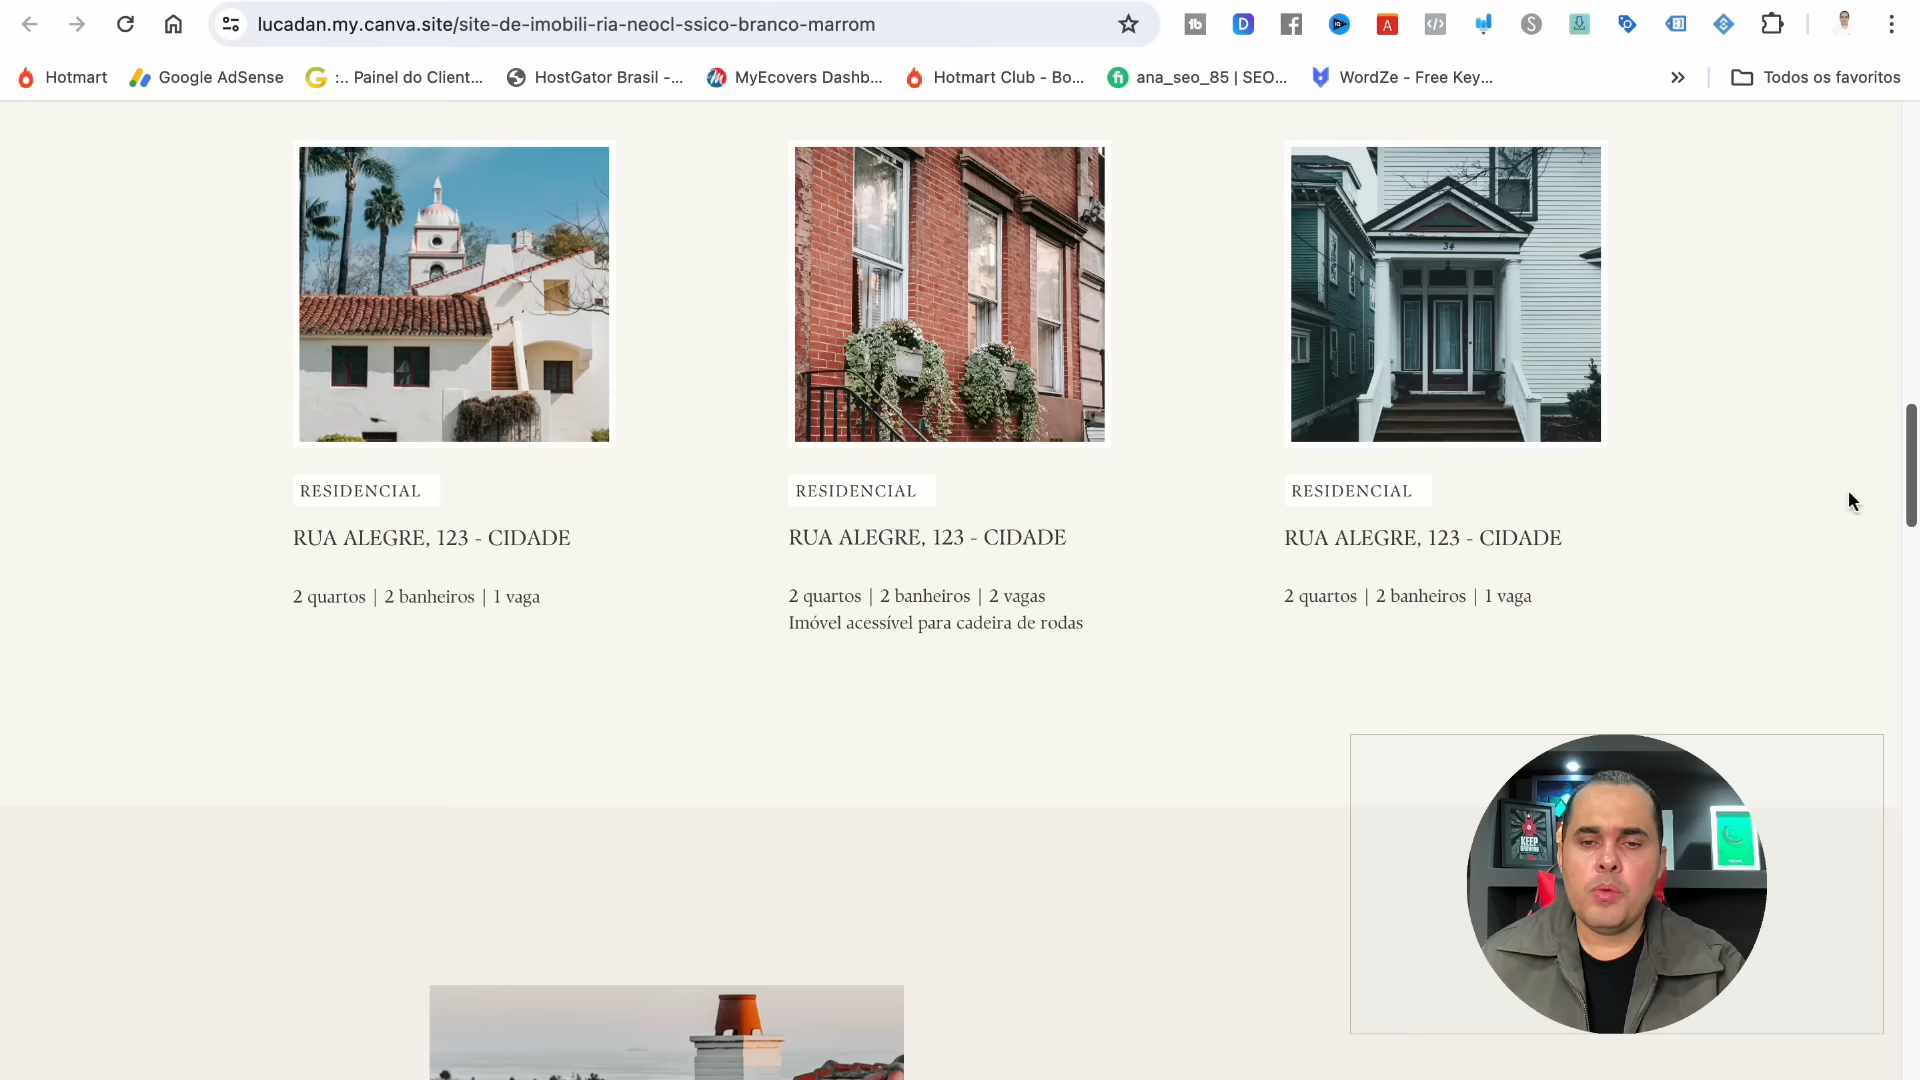 lucadan.my.canva.site/site-de-imobili-ria-neocl-ssico-branco-marrom
Hotmart
Google AdSense
:.. Painel do Client...
HostGator Brasil -...
MyEcovers Dashb...
Hotmart Club - Bo...
ana_seo_85 | SEO...
WordZe - Free Key...
Todos os favoritos
34
RESIDENCIAL
RUA ALEGRE, 123 - CIDADE
2 quartos | 2 banheiros | 1 vaga
RESIDENCIAL
RUA ALEGRE, 123 - CIDADE
2 quartos | 2 banheiros | 2 vagas
Imóvel acessível para cadeira de rodas
RESIDENCIAL
RUA ALEGRE, 123 - CIDADE
2 quartos | 2 banheiros | 1 vaga
KEEP